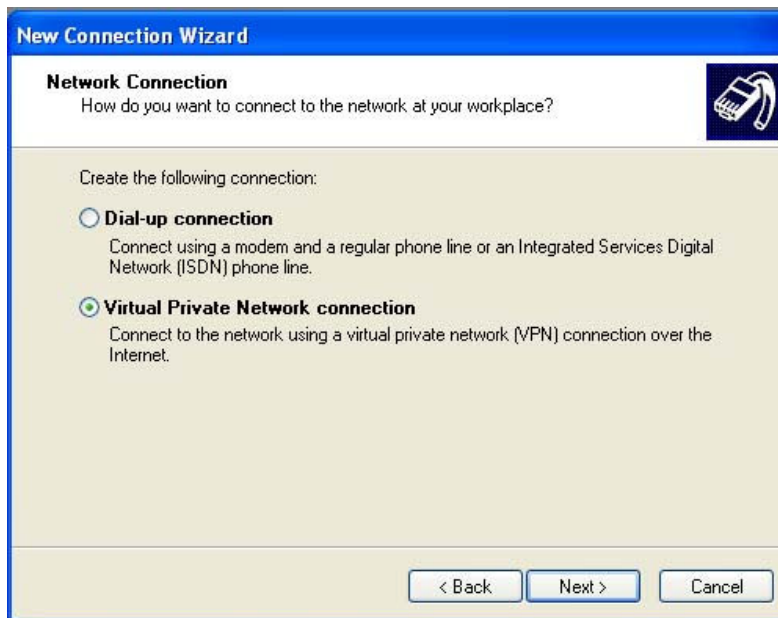 New Connection Wizard
Network Connection
How do you want to connect to the network at your workplace?
Create the following connection:
Dial-up connection
Connect using a modem and a regular phone line or an Integrated Services Digital
Network (ISDN) phone line.
Virtual Private Network connection
Connect to the network using a virtual private network (VPN) connection over the
Internet.
< Back
Next >
Cancel